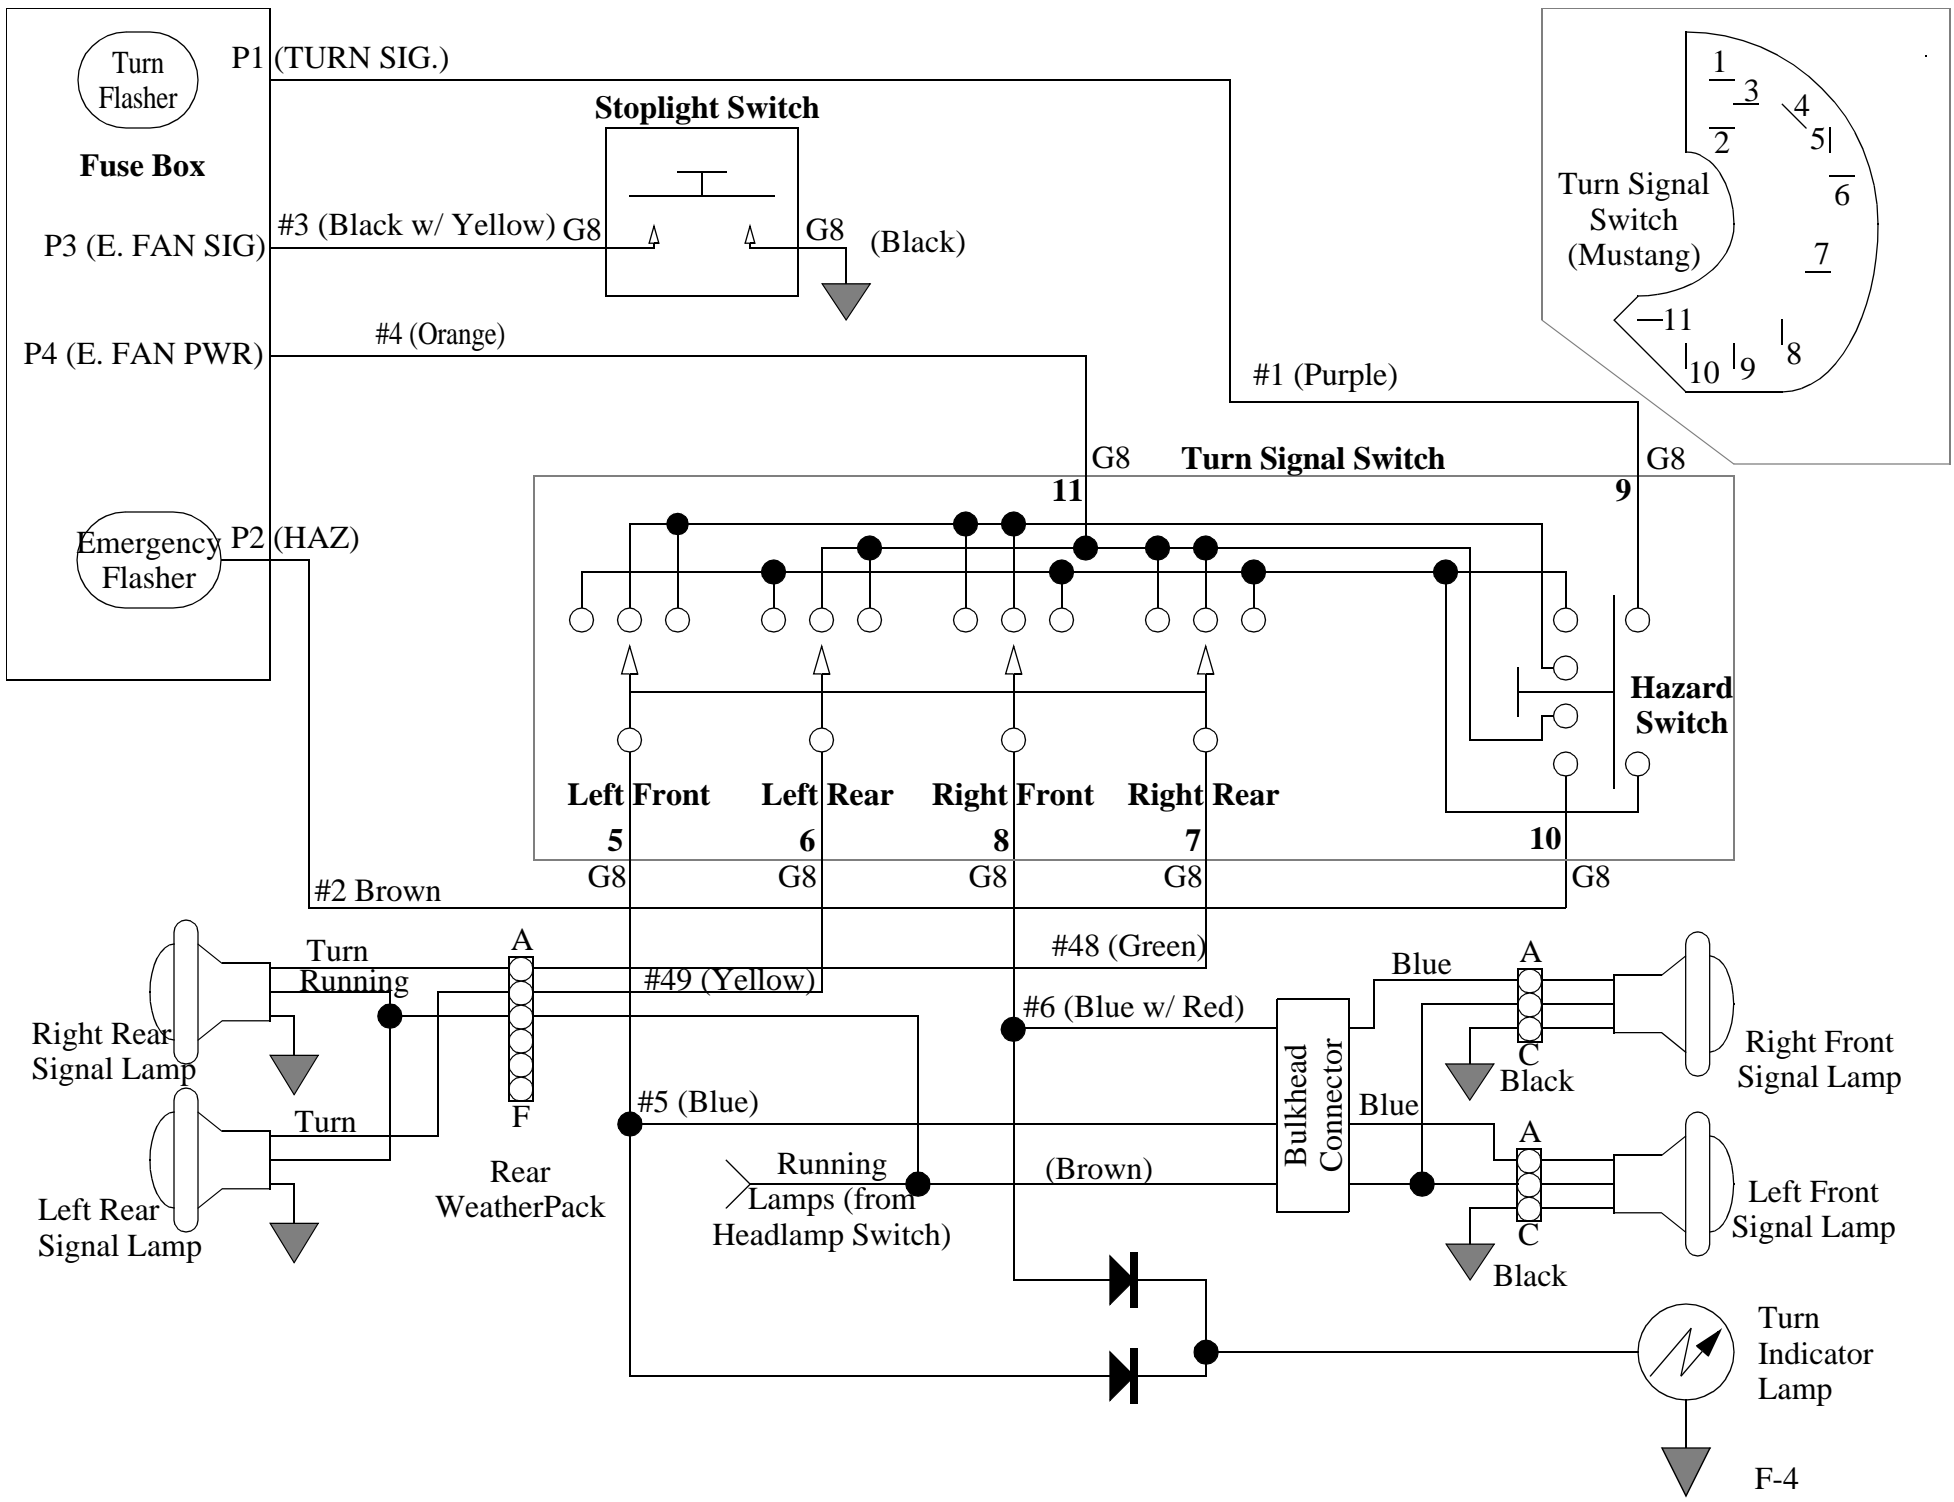 Turn
Flasher
Fuse Box
P1 (TURN SIG.)
Stoplight Switch
#3 (Black w/ Yellow)
G8
G8
(Black)
P3 (E. FAN SIG)
#4 (Orange)
P4 (E. FAN PWR)
#1 (Purple)
Emergency
Flasher
P2 (HAZ)
1
3
4
2
5
6
7
11
10
9
8
Turn Signal
Switch
(Mustang)
G8
Turn Signal Switch
G8
11
9
Hazard
Switch
Left Front
Left Rear
Right Front
Right Rear
5
6
8
7
10
G8
G8
G8
G8
G8
#2 Brown
Turn
Running
A
#48 (Green)
#49 (Yellow)
Right Rear
Signal Lamp
F
Turn
Rear
WeatherPack
Left Rear
Signal Lamp
#6 (Blue w/ Red)
#5 (Blue)
Running
Lamps (from
Headlamp Switch)
(Brown)
Bulkhead
Connector
Blue
A
C
Black
Right Front
Signal Lamp
Blue
A
C
Black
Left Front
Signal Lamp
Turn
Indicator
Lamp
F-4